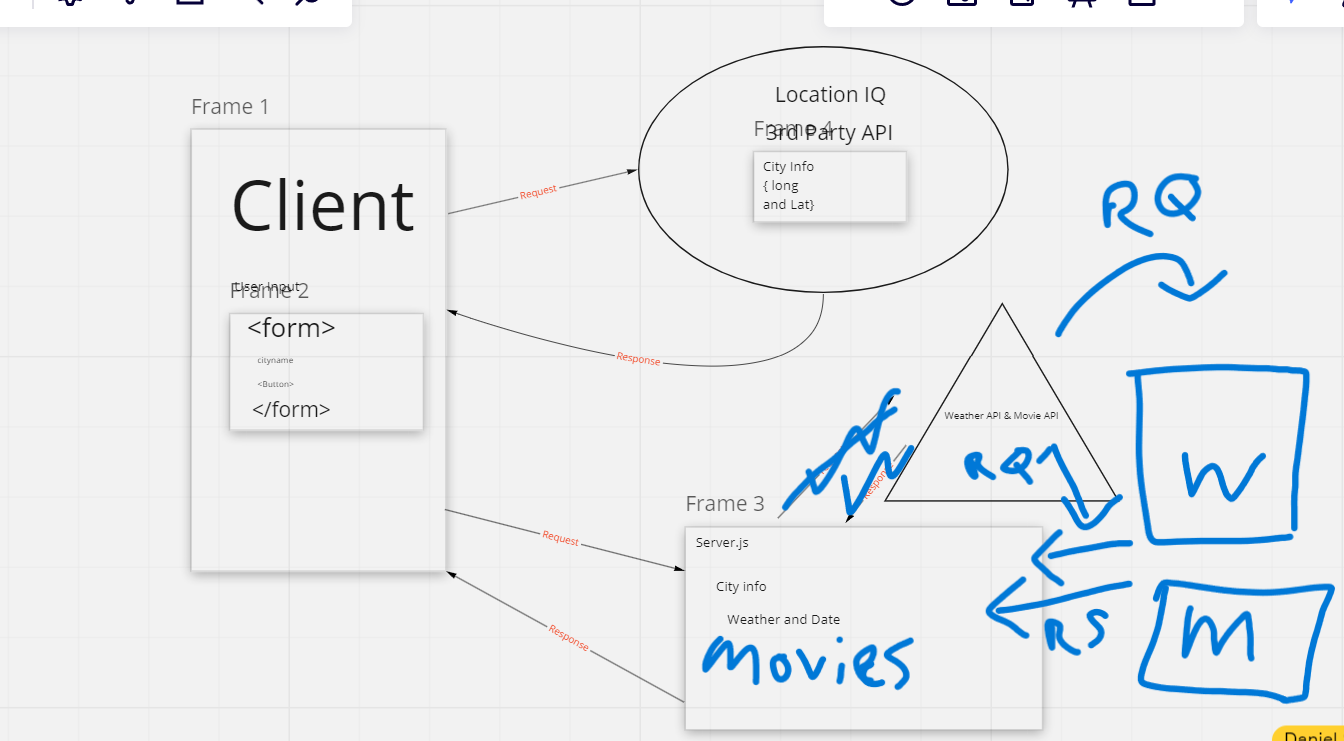 Frame 1
Client
User Input
Frame 2
<form>
cityname
<Button>
</form>
Request
Response
Location IQ
3rd Party API
Frame 4
City Info
{ long
and Lat}
RQ
Weather API & Movie API
RQ
W
Response
Frame 3
Server.js
City info
Weather and Date
movies
RS
M
Request
Response
Daniel